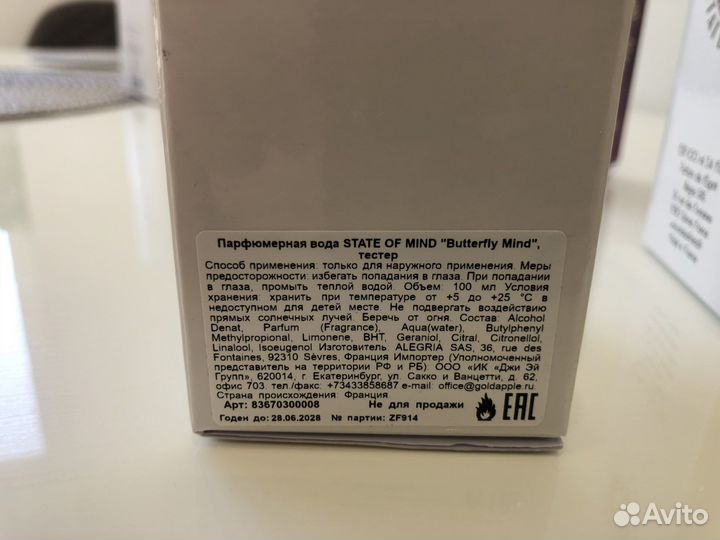 Парфюмерная вода STATE OF MIND "Butterfly Mind",
тестер
Способ применения: только для наружного применения. Меры
предосторожности избегать попадания в глаза. При попадании
в глаза, промыть теплой водой. Объем: 100 мл Условия
хранения: хранить при температуре от +5 до +25 °C в
недоступном для детей месте. Не подвергать воздействию
прямых солнечных лучей. Беречь от огня. Состав: Alcohol
Denat, Parfum (Fragrance), Aqua(water), Butylphenyl
Methylpropional, Limonene, BHT, Geraniol, Citral, Citronellol,
Linalool, Isoeugenol Изготовитель: ALEGRIA SAS, 36, rue des
Fontaines, 92310 Sèvres, Франция Импортер (Уполномоченный
представитель на территории РФ и РБ): ООО «ИК «Джи Эй
Групп», 620014, г. Екатеринбург, ул. Сакко и Ванцетти, д. 62,
офис 703. тел./факс: +73433858687 e-mail: office@goldapple.ru.
Страна происхождения: Франция.
Арт: 83670300008 Не для продажи
Годен до: 28.06.2028 № партии: ZF914
EAC
Avito